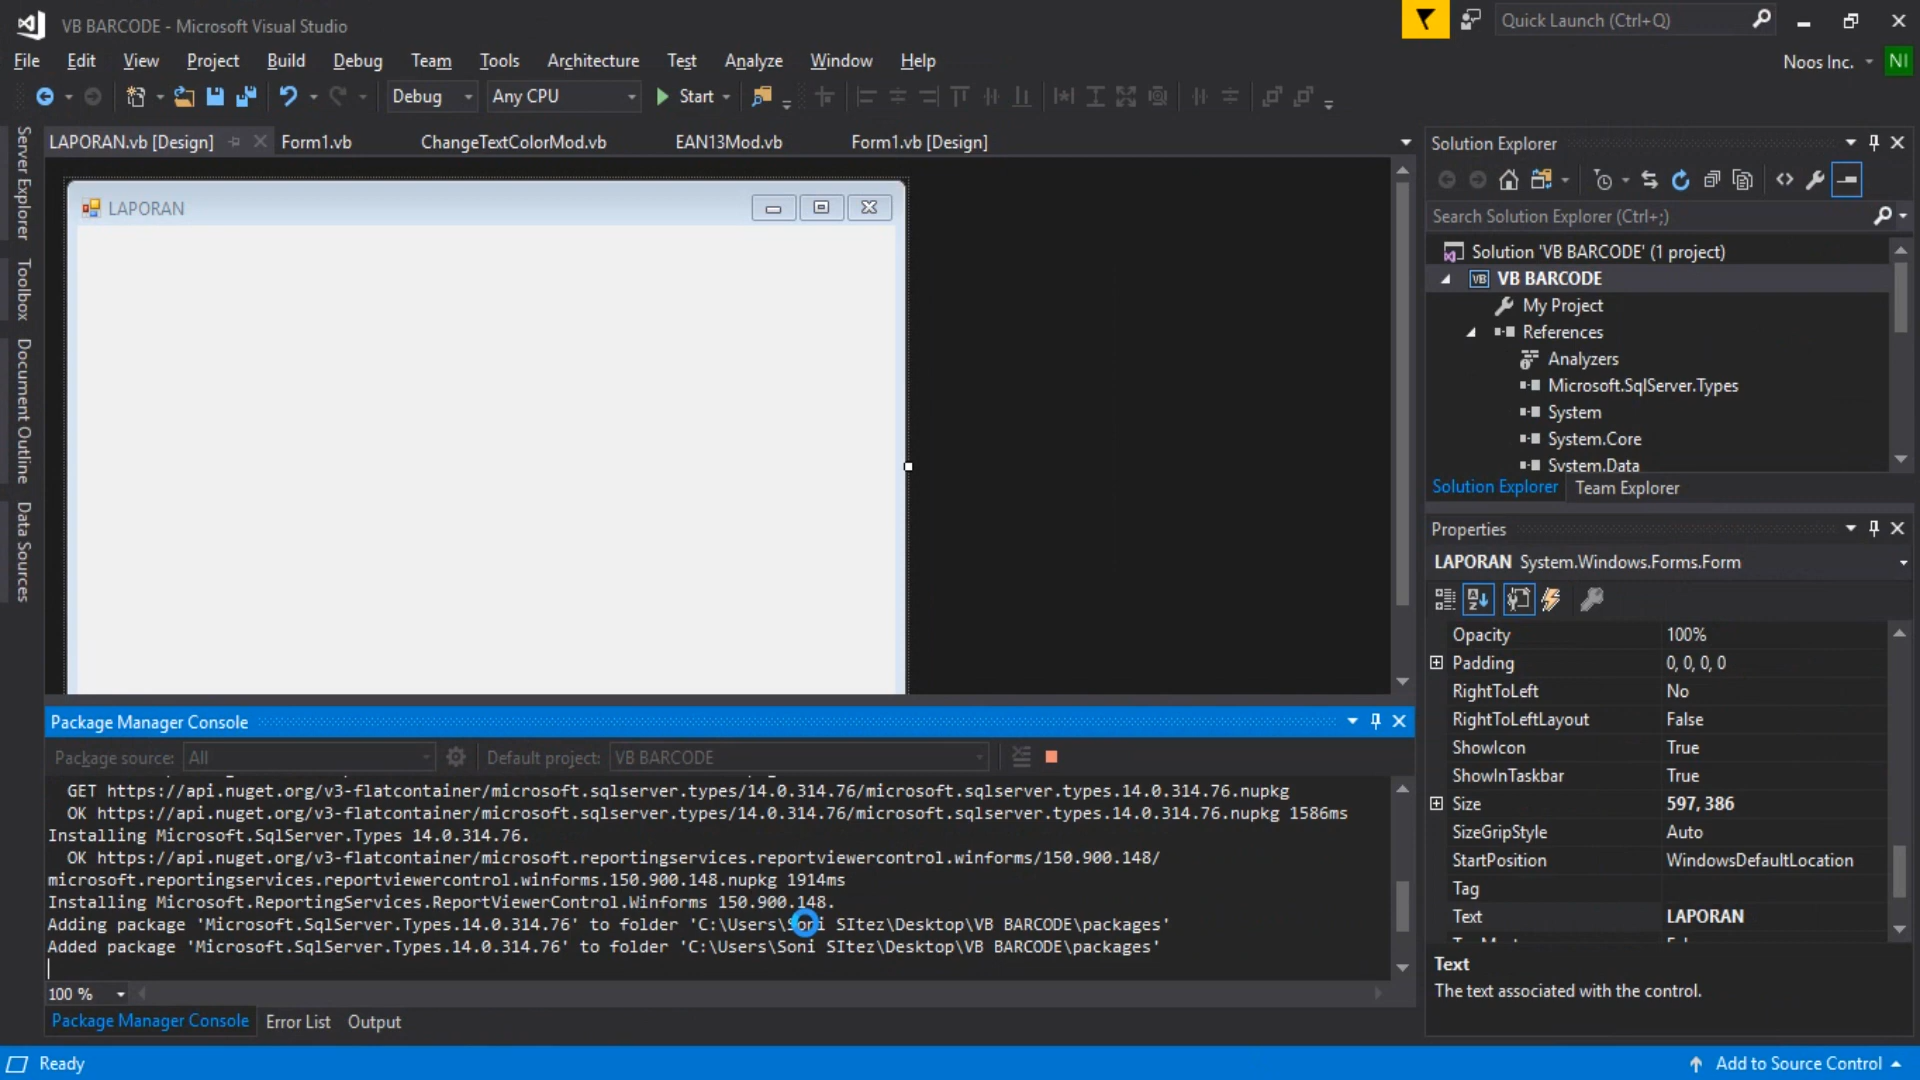 VB BARCODE - Microsoft Visual Studio
Quick Launch (Ctrl+Q)
File Edit View Project Build Debug Team Tools Architecture Test Analyze Window Help
Noos Inc. NI
Debug Any CPU Start
LAPORAN.vb [Design] Form1.vb ChangeTextColorMod.vb EAN13Mod.vb Form1.vb [Design]
Server Explorer
Toolbox
Document Outline
Data Sources
LAPORAN
Solution Explorer
Search Solution Explorer (Ctrl+;)
Solution 'VB BARCODE' (1 project)
VB VB BARCODE
My Project
References
Analyzers
Microsoft.SqlServer.Types
System
System.Core
System.Data
Solution Explorer Team Explorer
Properties
LAPORAN System.Windows.Forms.Form
Opacity 100%
Padding 0, 0, 0, 0
RightToLeft No
RightToLeftLayout False
ShowIcon True
ShowInTaskbar True
Size 597, 386
SizeGripStyle Auto
StartPosition WindowsDefaultLocation
Tag
Text LAPORAN
Text
The text associated with the control.
Package Manager Console
Package source: All Default project: VB BARCODE
GET https://api.nuget.org/v3-flatcontainer/microsoft.sqlserver.types/14.0.314.76/microsoft.sqlserver.types.14.0.314.76.nupkg
OK https://api.nuget.org/v3-flatcontainer/microsoft.sqlserver.types/14.0.314.76/microsoft.sqlserver.types.14.0.314.76.nupkg 1586ms
Installing Microsoft.SqlServer.Types 14.0.314.76.
OK https://api.nuget.org/v3-flatcontainer/microsoft.reportingservices.reportviewercontrol.winforms/150.900.148/
microsoft.reportingservices.reportviewercontrol.winforms.150.900.148.nupkg 1914ms
Installing Microsoft.ReportingServices.ReportViewerControl.Winforms 150.900.148.
Adding package 'Microsoft.SqlServer.Types.14.0.314.76' to folder 'C:\Users\Soni SItez\Desktop\VB BARCODE\packages'
Added package 'Microsoft.SqlServer.Types.14.0.314.76' to folder 'C:\Users\Soni SItez\Desktop\VB BARCODE\packages'
100 %
Package Manager Console Error List Output
Ready
Add to Source Control